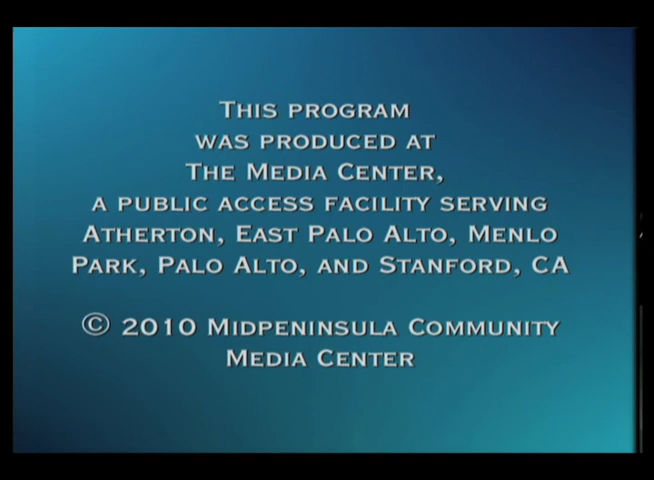 This program
was produced at
The Media Center,
a public access facility serving
Atherton, East Palo Alto, Menlo
Park, Palo Alto, and Stanford, CA
© 2010 Midpeninsula Community
Media Center